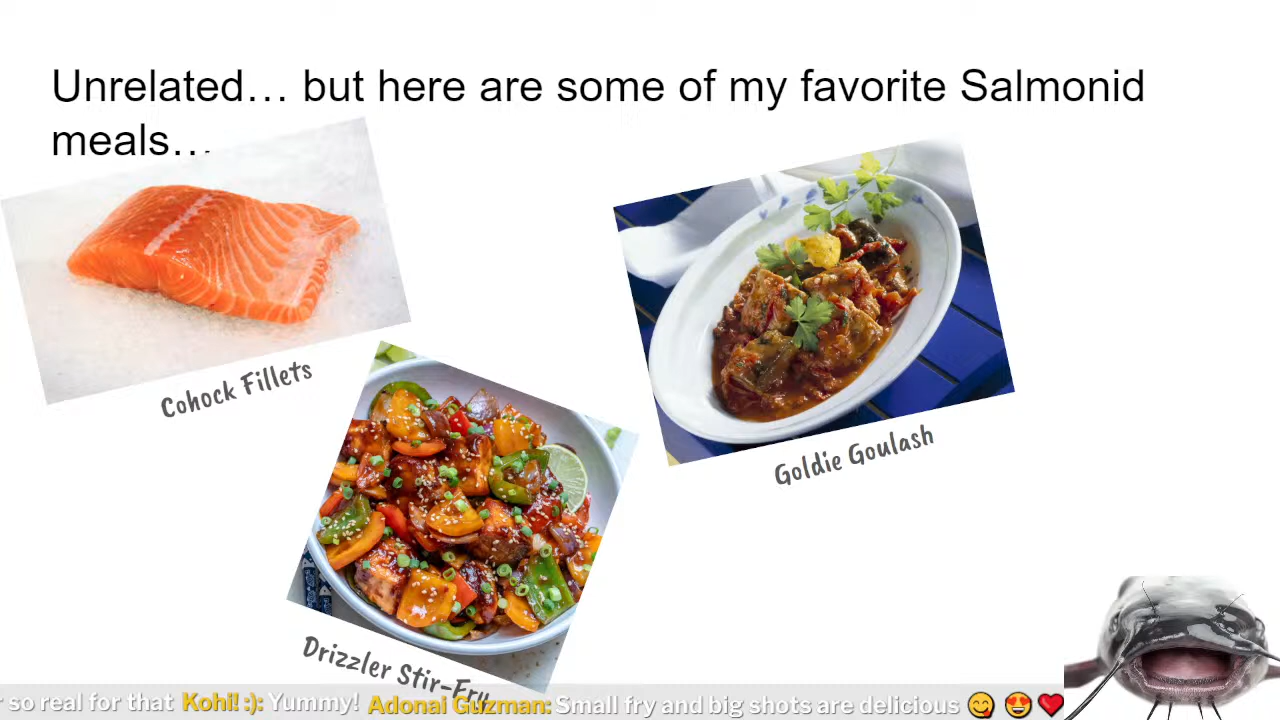 Unrelated… but here are some of my favorite Salmonid
meals…
Cohock Fillets
Goldie Goulash
Drizzler Stir-Fry
so real for that Kohi! :): Yummy! Adonai Guzman: Small fry and big shots are delicious 😋 😍 ❤️